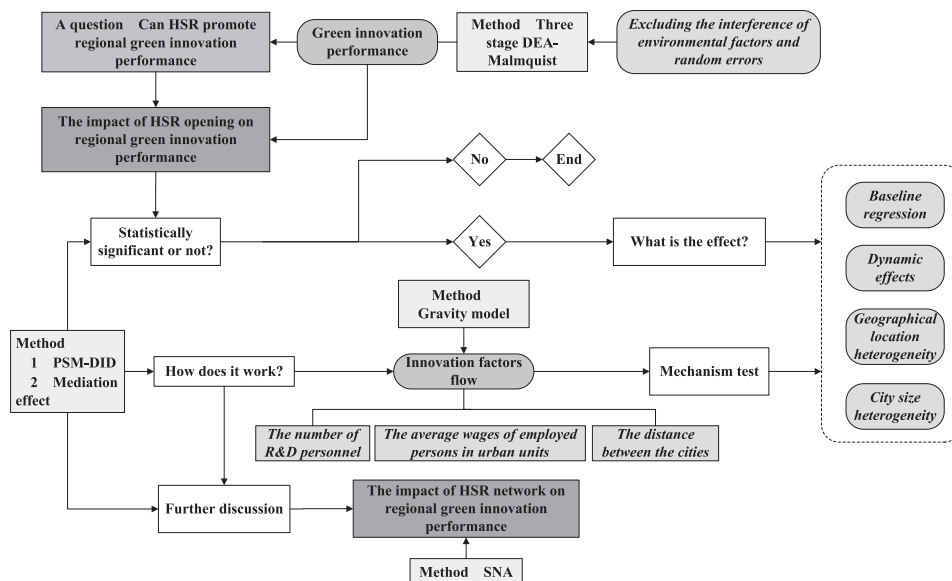 A question Can HSR promote
regional green innovation
performance
Green innovation
performance
Method Three
stage DEA-
Malmquist
Excluding the interference of
environmental factors and
random errors
The impact of HSR opening on
regional green innovation
performance
No
End
Statistically
significant or not?
Yes
What is the effect?
Baseline
regression
Dynamic
effects
Geographical
location
heterogeneity
City size
heterogeneity
Method
Gravity model
Method
1 PSM-DID
2 Mediation
effect
How does it work?
Innovation factors
flow
Mechanism test
The number of
R&D personnel
The average wages of employed
persons in urban units
The distance
between the cities
Further discussion
The impact of HSR network on
regional green innovation
performance
Method SNA